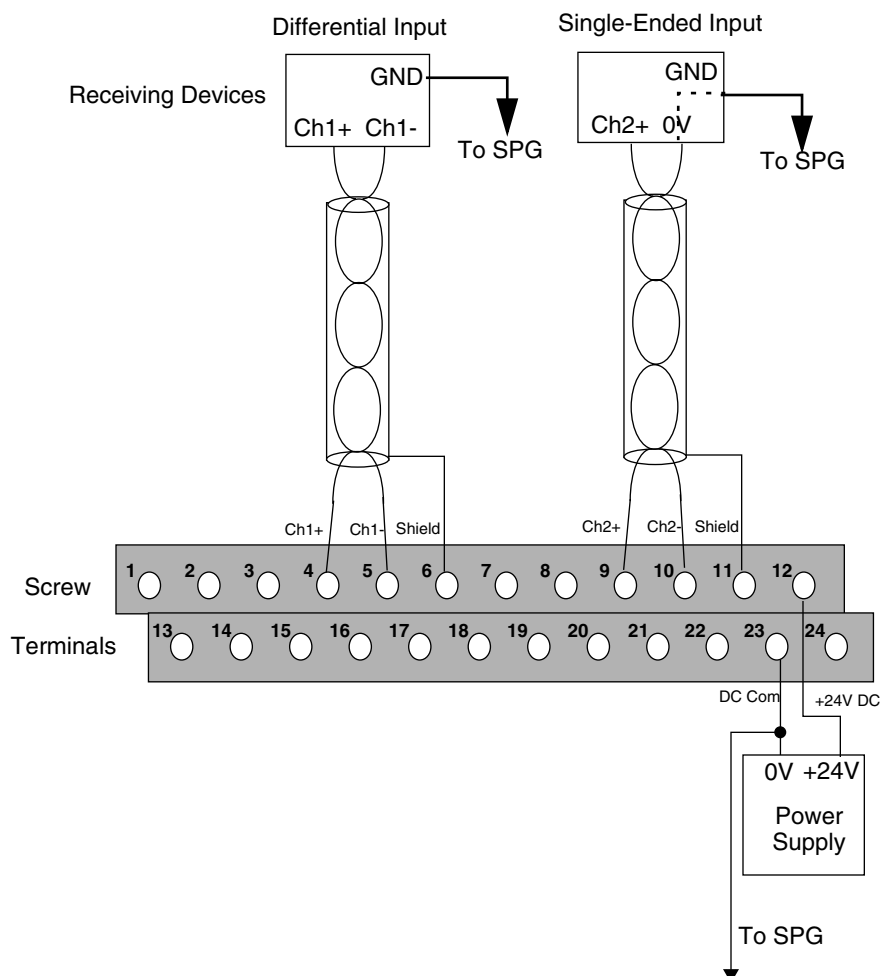 Differential Input
Single-Ended Input
Receiving Devices
GND
GND
Ch1+ Ch1-
Ch2+ 0V
To SPG
To SPG
Ch1+ Ch1- Shield
Ch2+ Ch2- Shield
Screw
1 2 3 4 5 6 7 8 9 10 11 12
Terminals
13 14 15 16 17 18 19 20 21 22 23 24
DC Com
+24V DC
0V +24V
Power
Supply
To SPG